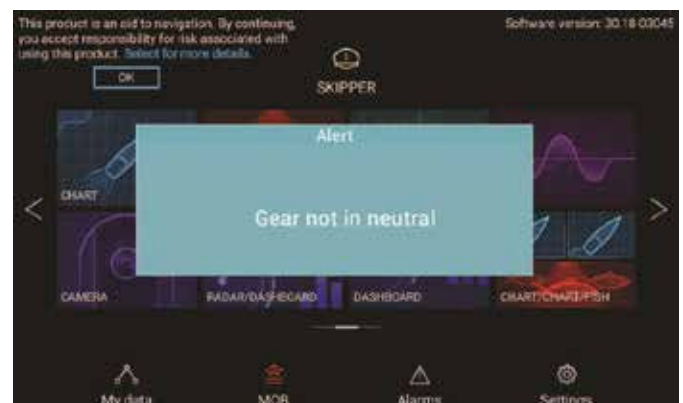 This product is an aid to navigation. By continuing,
you accept responsibility for risk associated with
using this product. Select for more details.
Software version: 30.18-03045
OK
SKIPPER
Alert
Gear not in neutral
CHART
CAMERA
RADAR/DASHBOARD
DASHBOARD
CHART/CHART/FISH
My data
MOB
Alarms
Settings